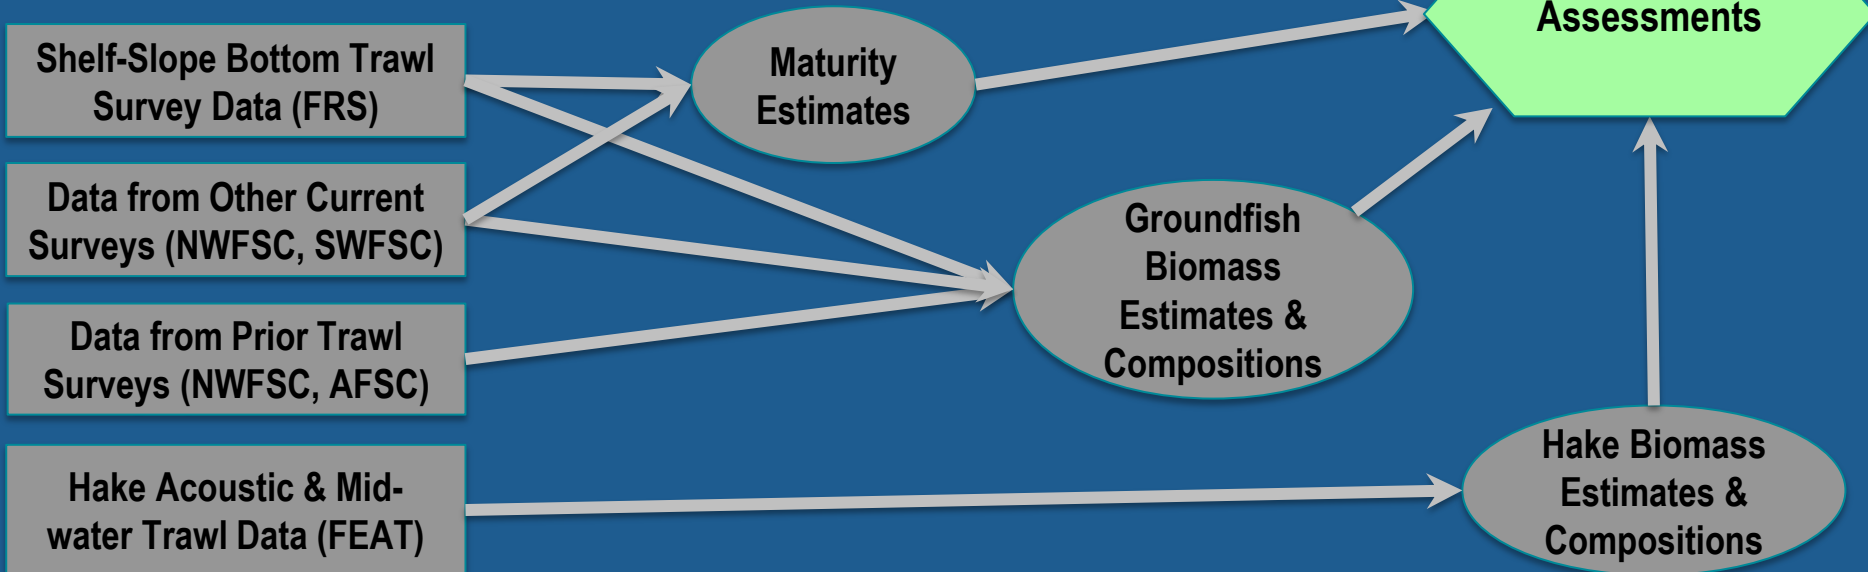 Assessments
Shelf-Slope Bottom Trawl
Survey Data (FRS)
Maturity
Estimates
Data from Other Current
Surveys (NWFSC, SWFSC)
Groundfish
Biomass
Estimates &
Compositions
Data from Prior Trawl
Surveys (NWFSC, AFSC)
Hake Acoustic & Mid-
water Trawl Data (FEAT)
Hake Biomass
Estimates &
Compositions